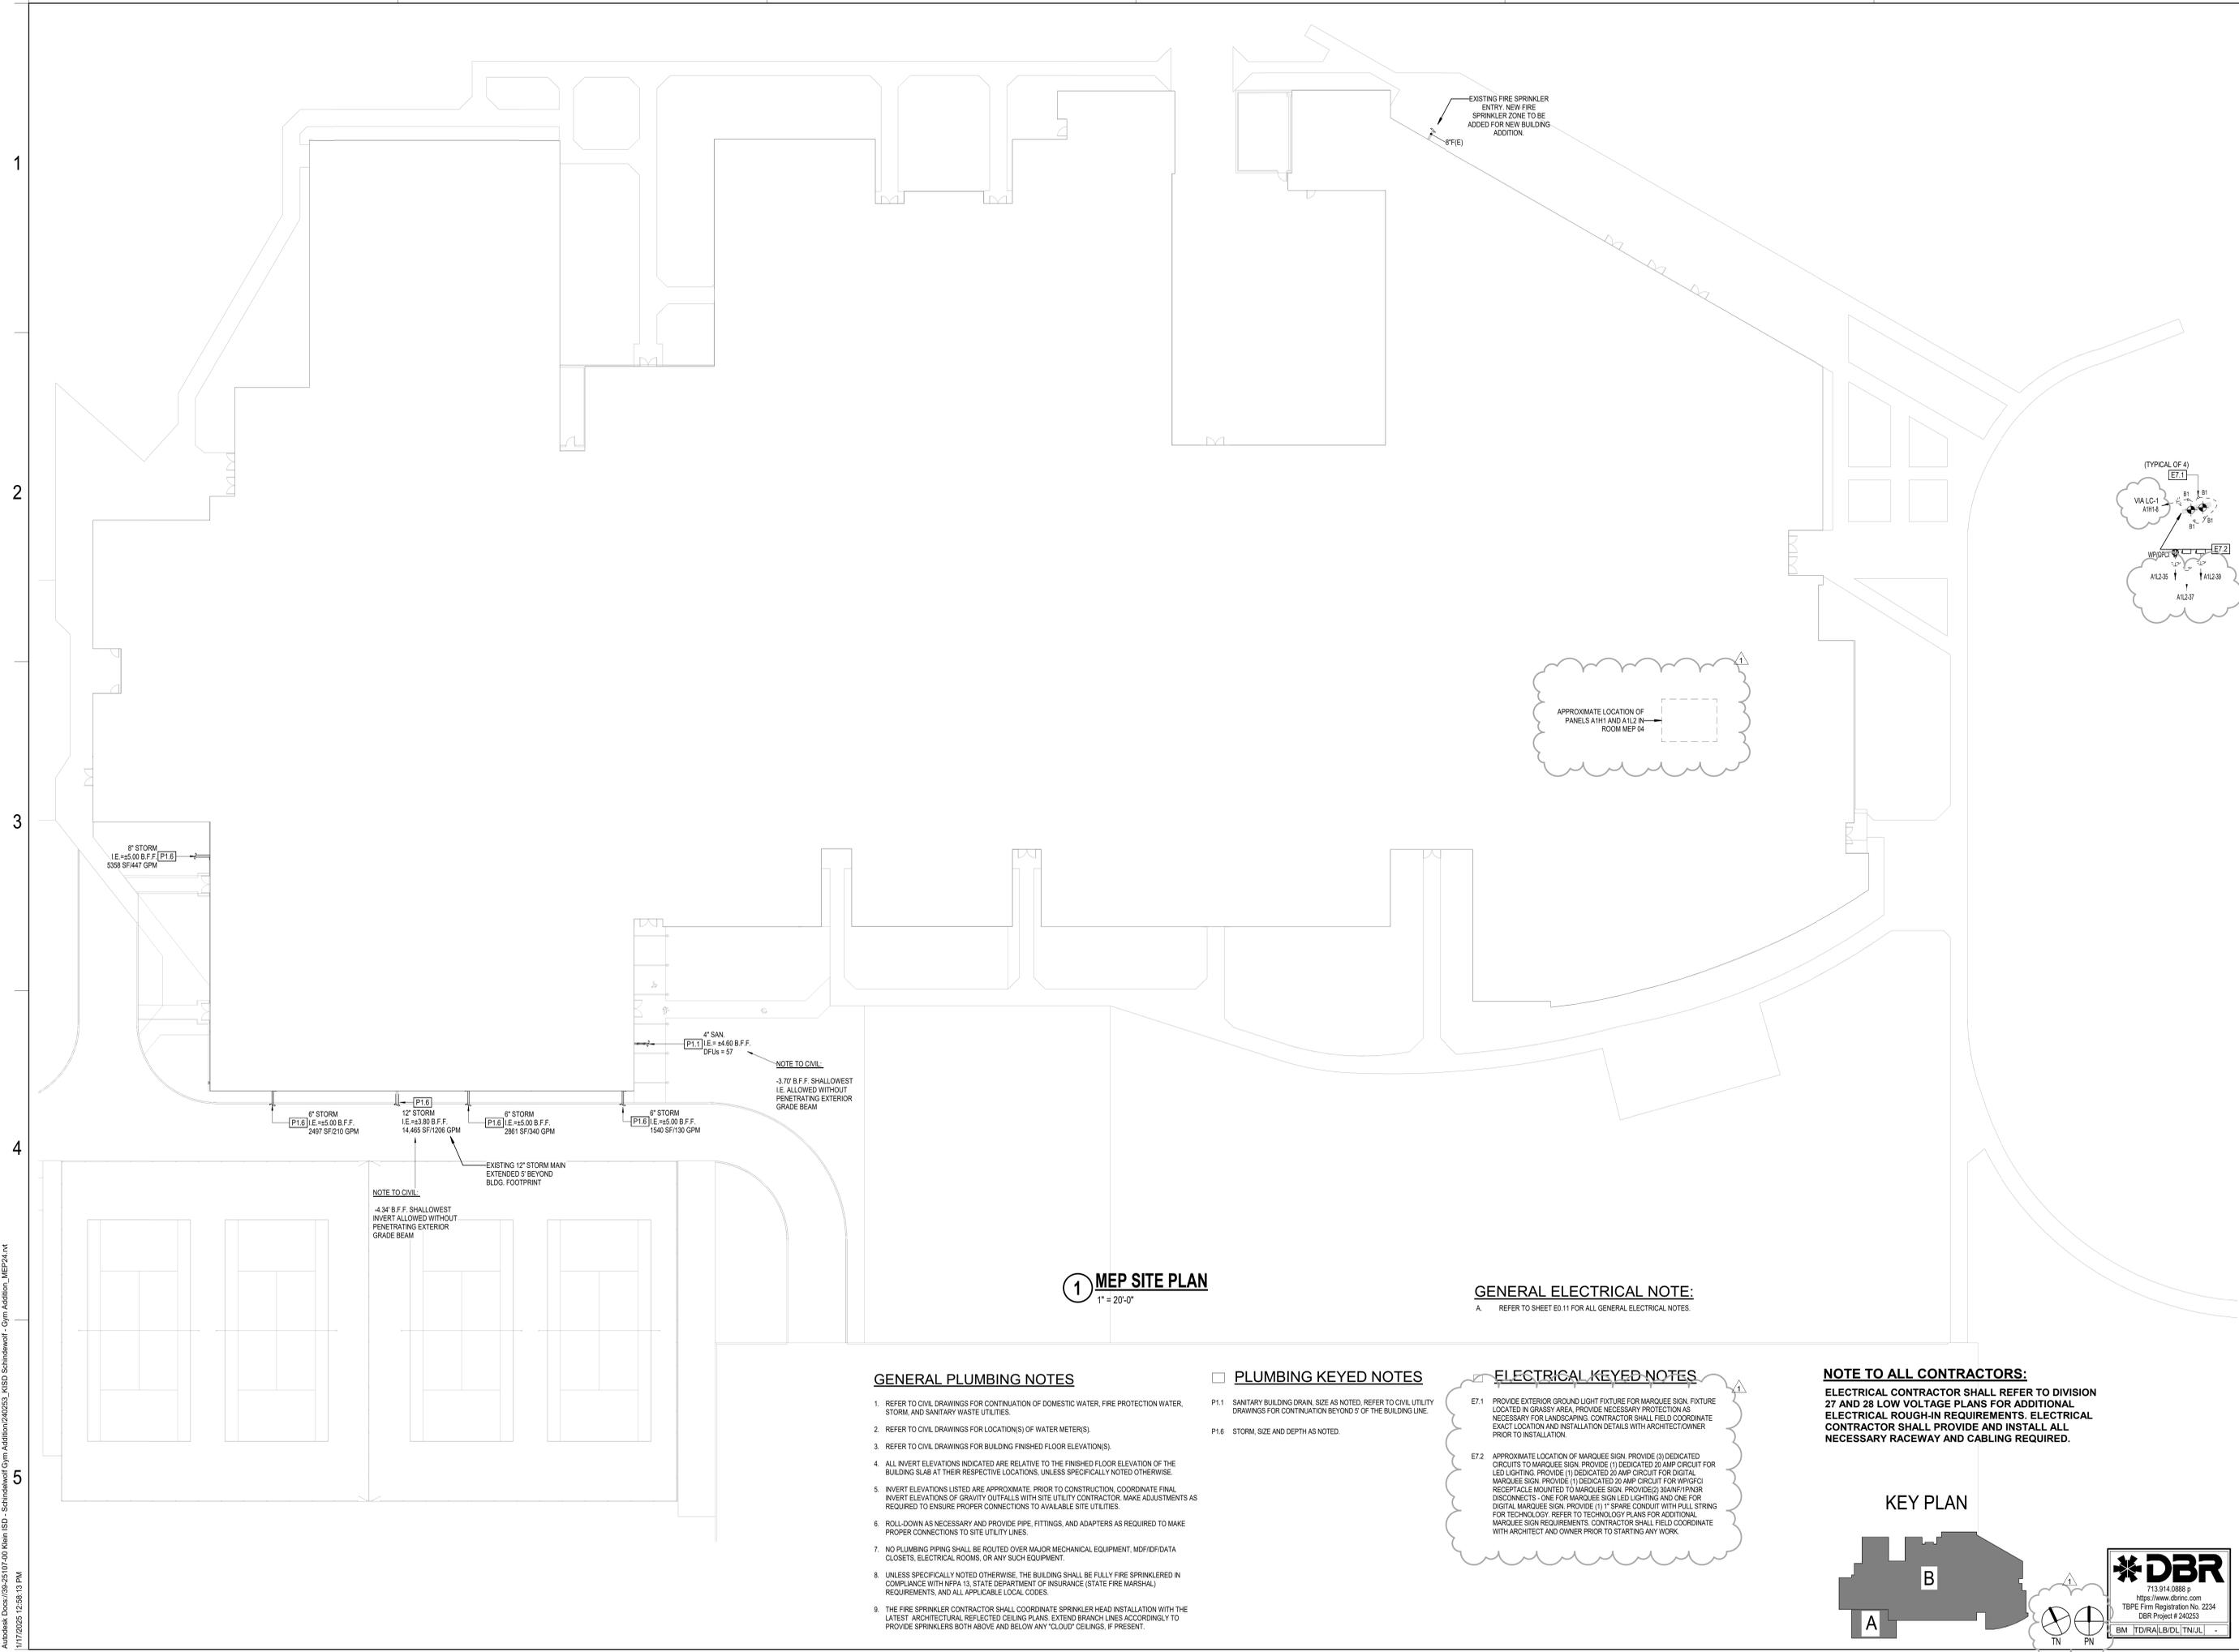 1
2
3
4
5
EXISTING FIRE SPRINKLER
ENTRY. NEW FIRE
SPRINKLER ZONE TO BE
ADDED FOR NEW BUILDING
ADDITION.
8"F(E)
(TYPICAL OF 4)
E7.1
VIA LC-1
A1H1-8
B1
B1
B1
B1
WP/GFCI
E7.2
A1L2-35
A1L2-39
A1L2-37
1
APPROXIMATE LOCATION OF
PANELS A1H1 AND A1L2 IN
ROOM MEP 04
8" STORM
I.E.=±5.00 B.F.F.
5358 SF/447 GPM
P1.6
4" SAN.
I.E.= ±4.60 B.F.F.
DFUs = 57
P1.1
NOTE TO CIVIL:
-3.70' B.F.F. SHALLOWEST
I.E. ALLOWED WITHOUT
PENETRATING EXTERIOR
GRADE BEAM
P1.6
6" STORM
I.E.=±5.00 B.F.F.
2497 SF/210 GPM
P1.6
12" STORM
I.E.=±3.80 B.F.F.
14,465 SF/1206 GPM
P1.6
6" STORM
I.E.=±5.00 B.F.F.
2861 SF/340 GPM
P1.6
6" STORM
I.E.=±5.00 B.F.F.
1540 SF/130 GPM
EXISTING 12" STORM MAIN
EXTENDED 5' BEYOND
BLDG. FOOTPRINT
NOTE TO CIVIL:
-4.34' B.F.F. SHALLOWEST
INVERT ALLOWED WITHOUT
PENETRATING EXTERIOR
GRADE BEAM
1 MEP SITE PLAN
1" = 20'-0"
GENERAL ELECTRICAL NOTE:
A. REFER TO SHEET E0.11 FOR ALL GENERAL ELECTRICAL NOTES.
GENERAL PLUMBING NOTES
1. REFER TO CIVIL DRAWINGS FOR CONTINUATION OF DOMESTIC WATER, FIRE PROTECTION WATER,
STORM, AND SANITARY WASTE UTILITIES.
2. REFER TO CIVIL DRAWINGS FOR LOCATION(S) OF WATER METER(S).
3. REFER TO CIVIL DRAWINGS FOR BUILDING FINISHED FLOOR ELEVATION(S).
4. ALL INVERT ELEVATIONS INDICATED ARE RELATIVE TO THE FINISHED FLOOR ELEVATION OF THE
BUILDING SLAB AT THEIR RESPECTIVE LOCATIONS, UNLESS SPECIFICALLY NOTED OTHERWISE.
5. INVERT ELEVATIONS LISTED ARE APPROXIMATE. PRIOR TO CONSTRUCTION, COORDINATE FINAL
INVERT ELEVATIONS OF GRAVITY OUTFALLS WITH SITE UTILITY CONTRACTOR. MAKE ADJUSTMENTS AS
REQUIRED TO ENSURE PROPER CONNECTIONS TO AVAILABLE SITE UTILITIES.
6. ROLL-DOWN AS NECESSARY AND PROVIDE PIPE, FITTINGS, AND ADAPTERS AS REQUIRED TO MAKE
PROPER CONNECTIONS TO SITE UTILITY LINES.
7. NO PLUMBING PIPING SHALL BE ROUTED OVER MAJOR MECHANICAL EQUIPMENT, MDF/IDF/DATA
CLOSETS, ELECTRICAL ROOMS, OR ANY SUCH EQUIPMENT.
8. UNLESS SPECIFICALLY NOTED OTHERWISE, THE BUILDING SHALL BE FULLY FIRE SPRINKLERED IN
COMPLIANCE WITH NFPA 13, STATE DEPARTMENT OF INSURANCE (STATE FIRE MARSHAL)
REQUIREMENTS, AND ALL APPLICABLE LOCAL CODES.
9. THE FIRE SPRINKLER CONTRACTOR SHALL COORDINATE SPRINKLER HEAD INSTALLATION WITH THE
LATEST ARCHITECTURAL REFLECTED CEILING PLANS. EXTEND BRANCH LINES ACCORDINGLY TO
PROVIDE SPRINKLERS BOTH ABOVE AND BELOW ANY "CLOUD" CEILINGS, IF PRESENT.
PLUMBING KEYED NOTES
P1.1 SANITARY BUILDING DRAIN, SIZE AS NOTED, REFER TO CIVIL UTILITY
DRAWINGS FOR CONTINUATION BEYOND 5' OF THE BUILDING LINE.
P1.6 STORM, SIZE AND DEPTH AS NOTED.
ELECTRICAL KEYED NOTES
1
E7.1 PROVIDE EXTERIOR GROUND LIGHT FIXTURE FOR MARQUEE SIGN. FIXTURE
LOCATED IN GRASSY AREA, PROVIDE NECESSARY PROTECTION AS
NECESSARY FOR LANDSCAPING. CONTRACTOR SHALL FIELD COORDINATE
EXACT LOCATION AND INSTALLATION DETAILS WITH ARCHITECT/OWNER
PRIOR TO INSTALLATION.
E7.2 APPROXIMATE LOCATION OF MARQUEE SIGN. PROVIDE (3) DEDICATED
CIRCUITS TO MARQUEE SIGN. PROVIDE (1) DEDICATED 20 AMP CIRCUIT FOR
LED LIGHTING. PROVIDE (1) DEDICATED 20 AMP CIRCUIT FOR DIGITAL
MARQUEE SIGN. PROVIDE (1) DEDICATED 20 AMP CIRCUIT FOR WP/GFCI
RECEPTACLE MOUNTED TO MARQUEE SIGN. PROVIDE(2) 30A/NF/1P/N3R
DISCONNECTS - ONE FOR MARQUEE SIGN LED LIGHTING AND ONE FOR
DIGITAL MARQUEE SIGN. PROVIDE (1) 1" SPARE CONDUIT WITH PULL STRING
FOR TECHNOLOGY. REFER TO TECHNOLOGY PLANS FOR ADDITIONAL
MARQUEE SIGN REQUIREMENTS. CONTRACTOR SHALL FIELD COORDINATE
WITH ARCHITECT AND OWNER PRIOR TO STARTING ANY WORK.
NOTE TO ALL CONTRACTORS:
ELECTRICAL CONTRACTOR SHALL REFER TO DIVISION
27 AND 28 LOW VOLTAGE PLANS FOR ADDITIONAL
ELECTRICAL ROUGH-IN REQUIREMENTS. ELECTRICAL
CONTRACTOR SHALL PROVIDE AND INSTALL ALL
NECESSARY RACEWAY AND CABLING REQUIRED.
KEY PLAN
A
B
1
TN
PN
DBR
713.914.0888 p
https://www.dbrinc.com
TBPE Firm Registration No. 2234
DBR Project # 240253
BM TD/RA LB/DL TN/JL -
Autodesk Docs://39-25107-00 Klein ISD - Schindelwolf Gym Addition/240253_KISD Schindewolf - Gym Addition_MEP24.rvt
1/17/2025 12:58:13 PM